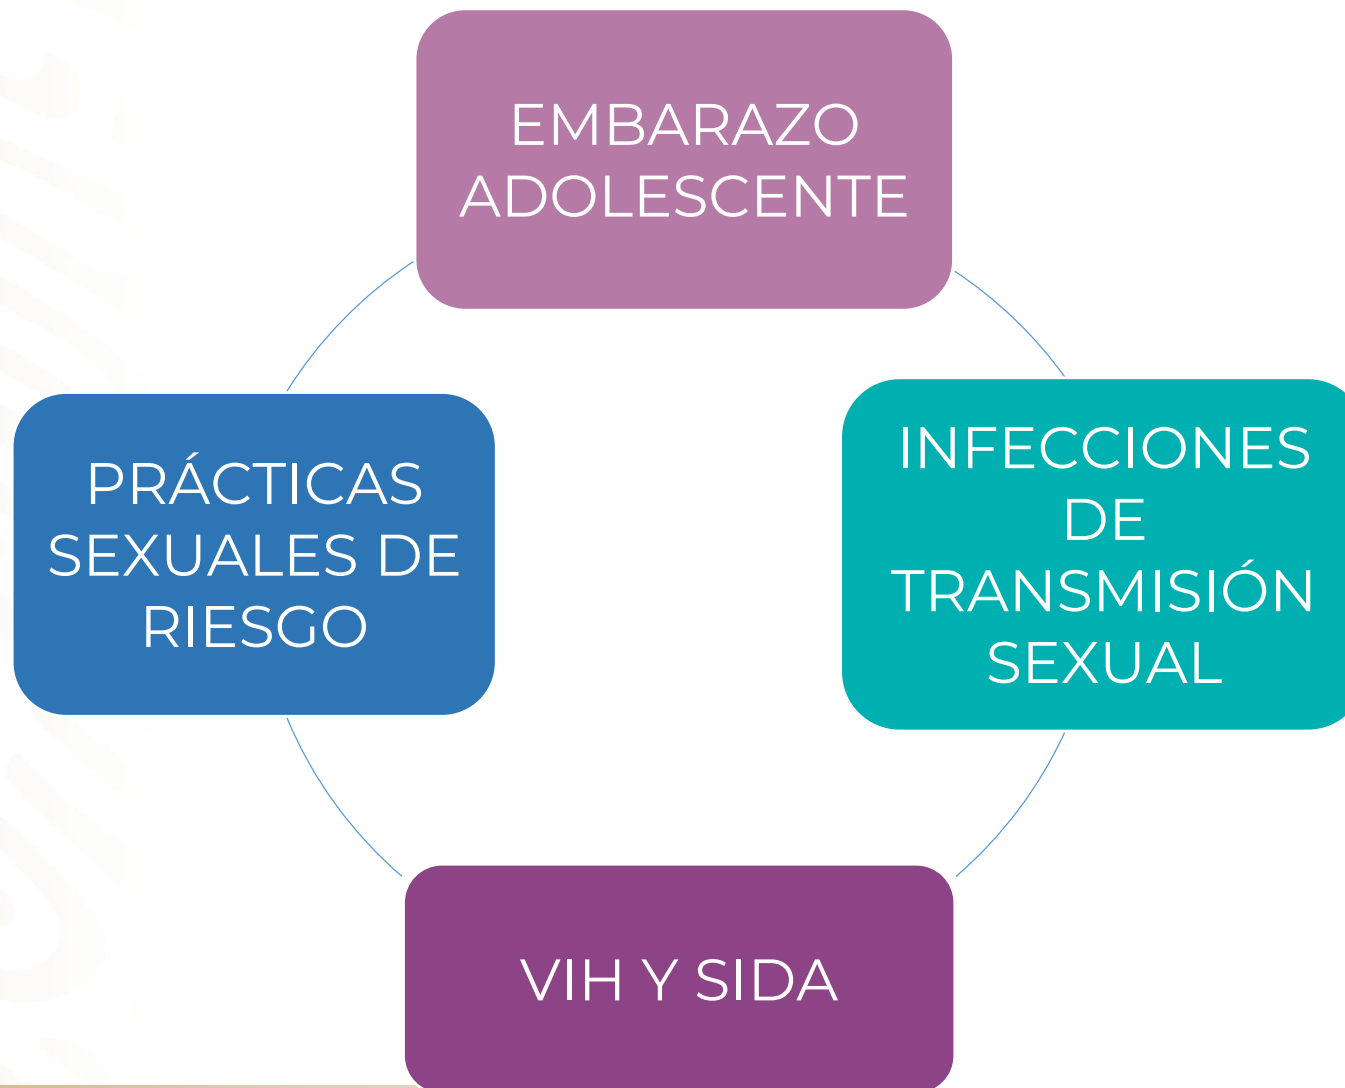 EMBARAZO
ADOLESCENTE
INFECCIONES
DE
TRANSMISIÓN
SEXUAL
VIH Y SIDA
PRÁCTICAS
SEXUALES DE
RIESGO